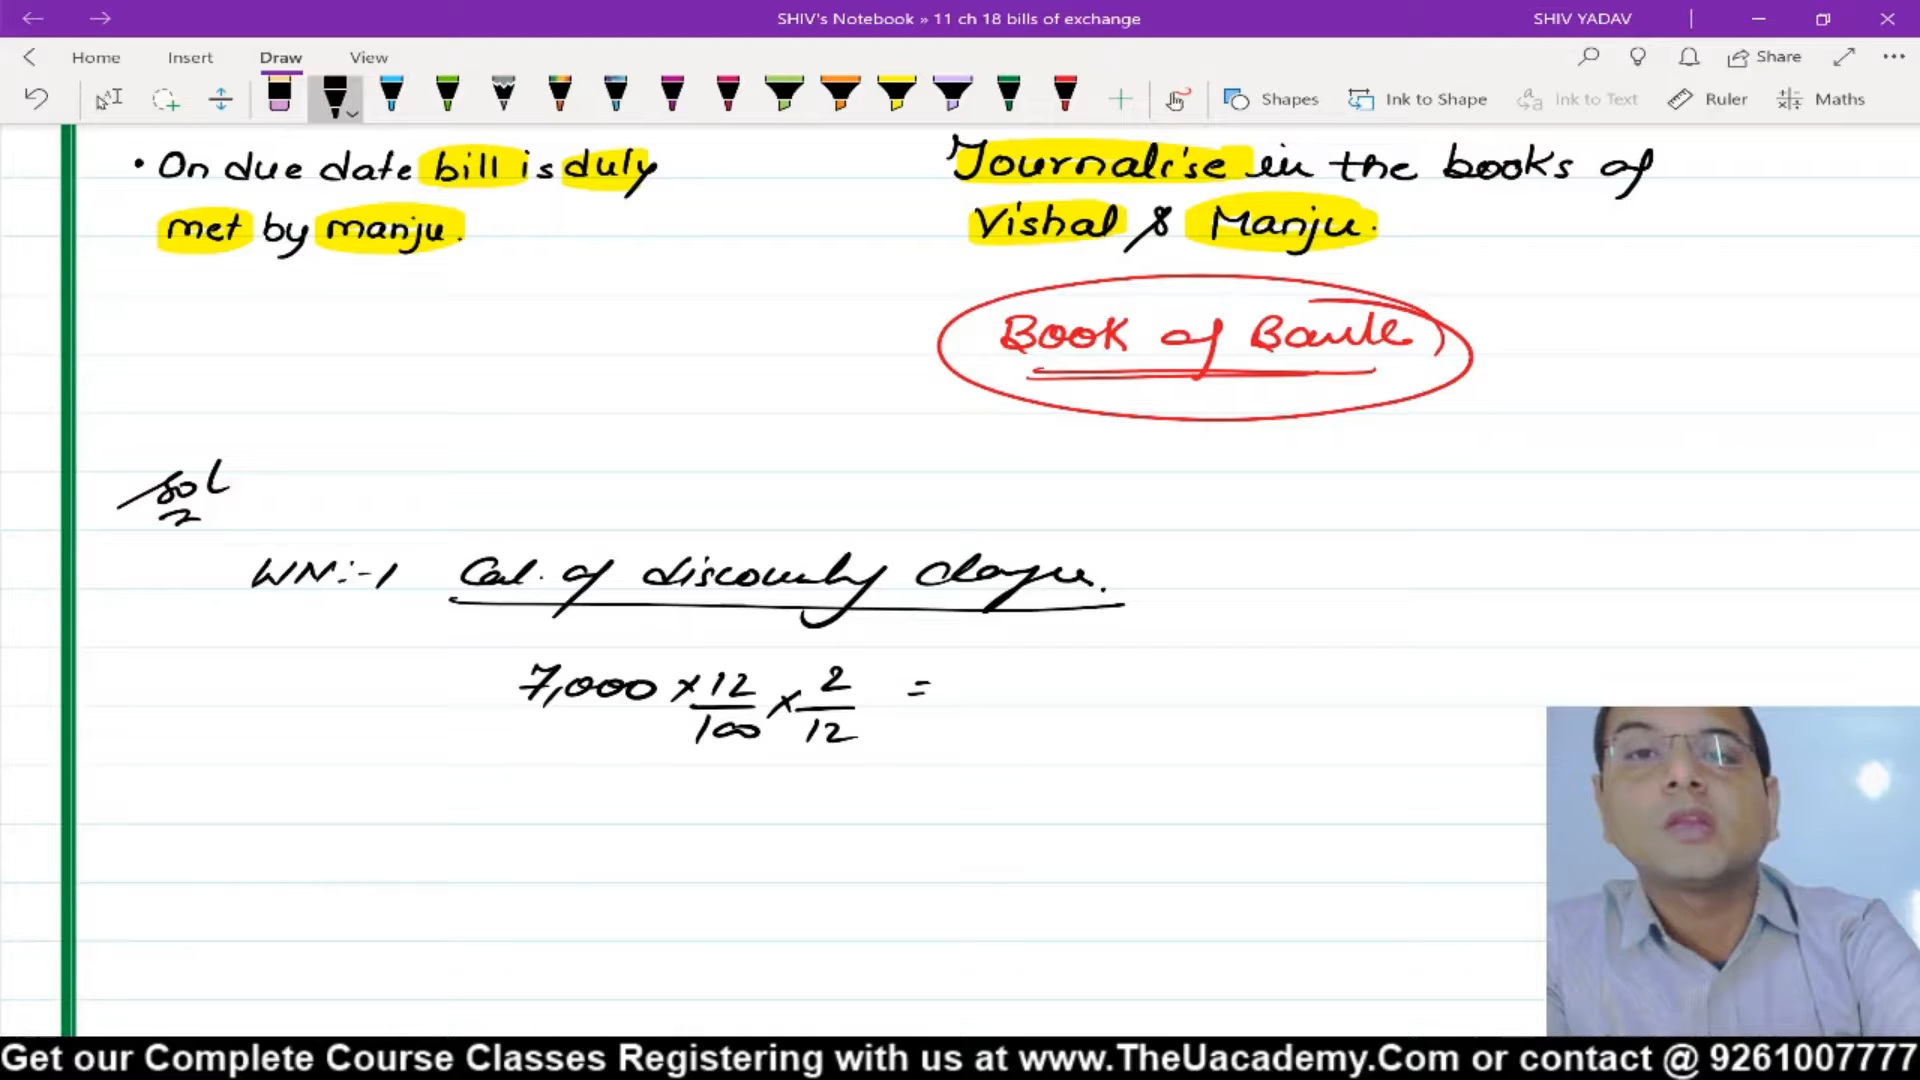 SHIV's Notebook » 11 ch 18 bills of exchange
SHIV YADAV
Home Insert Draw View
Share
Shapes Ink to Shape Ink to Text Ruler Maths
• On due date bill is duly
met by manju.
Journalise in the books of
Vishal & Manju.
Book of Bank
Sol
WN:-1 Cal. of discounting charges.
7,000 × 12/100 × 2/12 =
Get our Complete Course Classes Registering with us at www.TheUacademy.Com or contact @ 9261007777